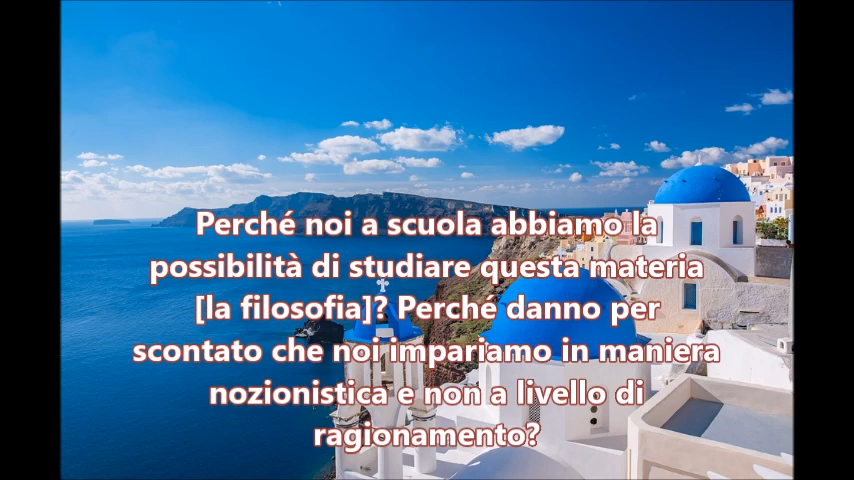 Perché noi a scuola abbiamo la
possibilità di studiare questa materia
[la filosofia]? Perché danno per
scontato che noi impariamo in maniera
nozionistica e non a livello di
ragionamento?